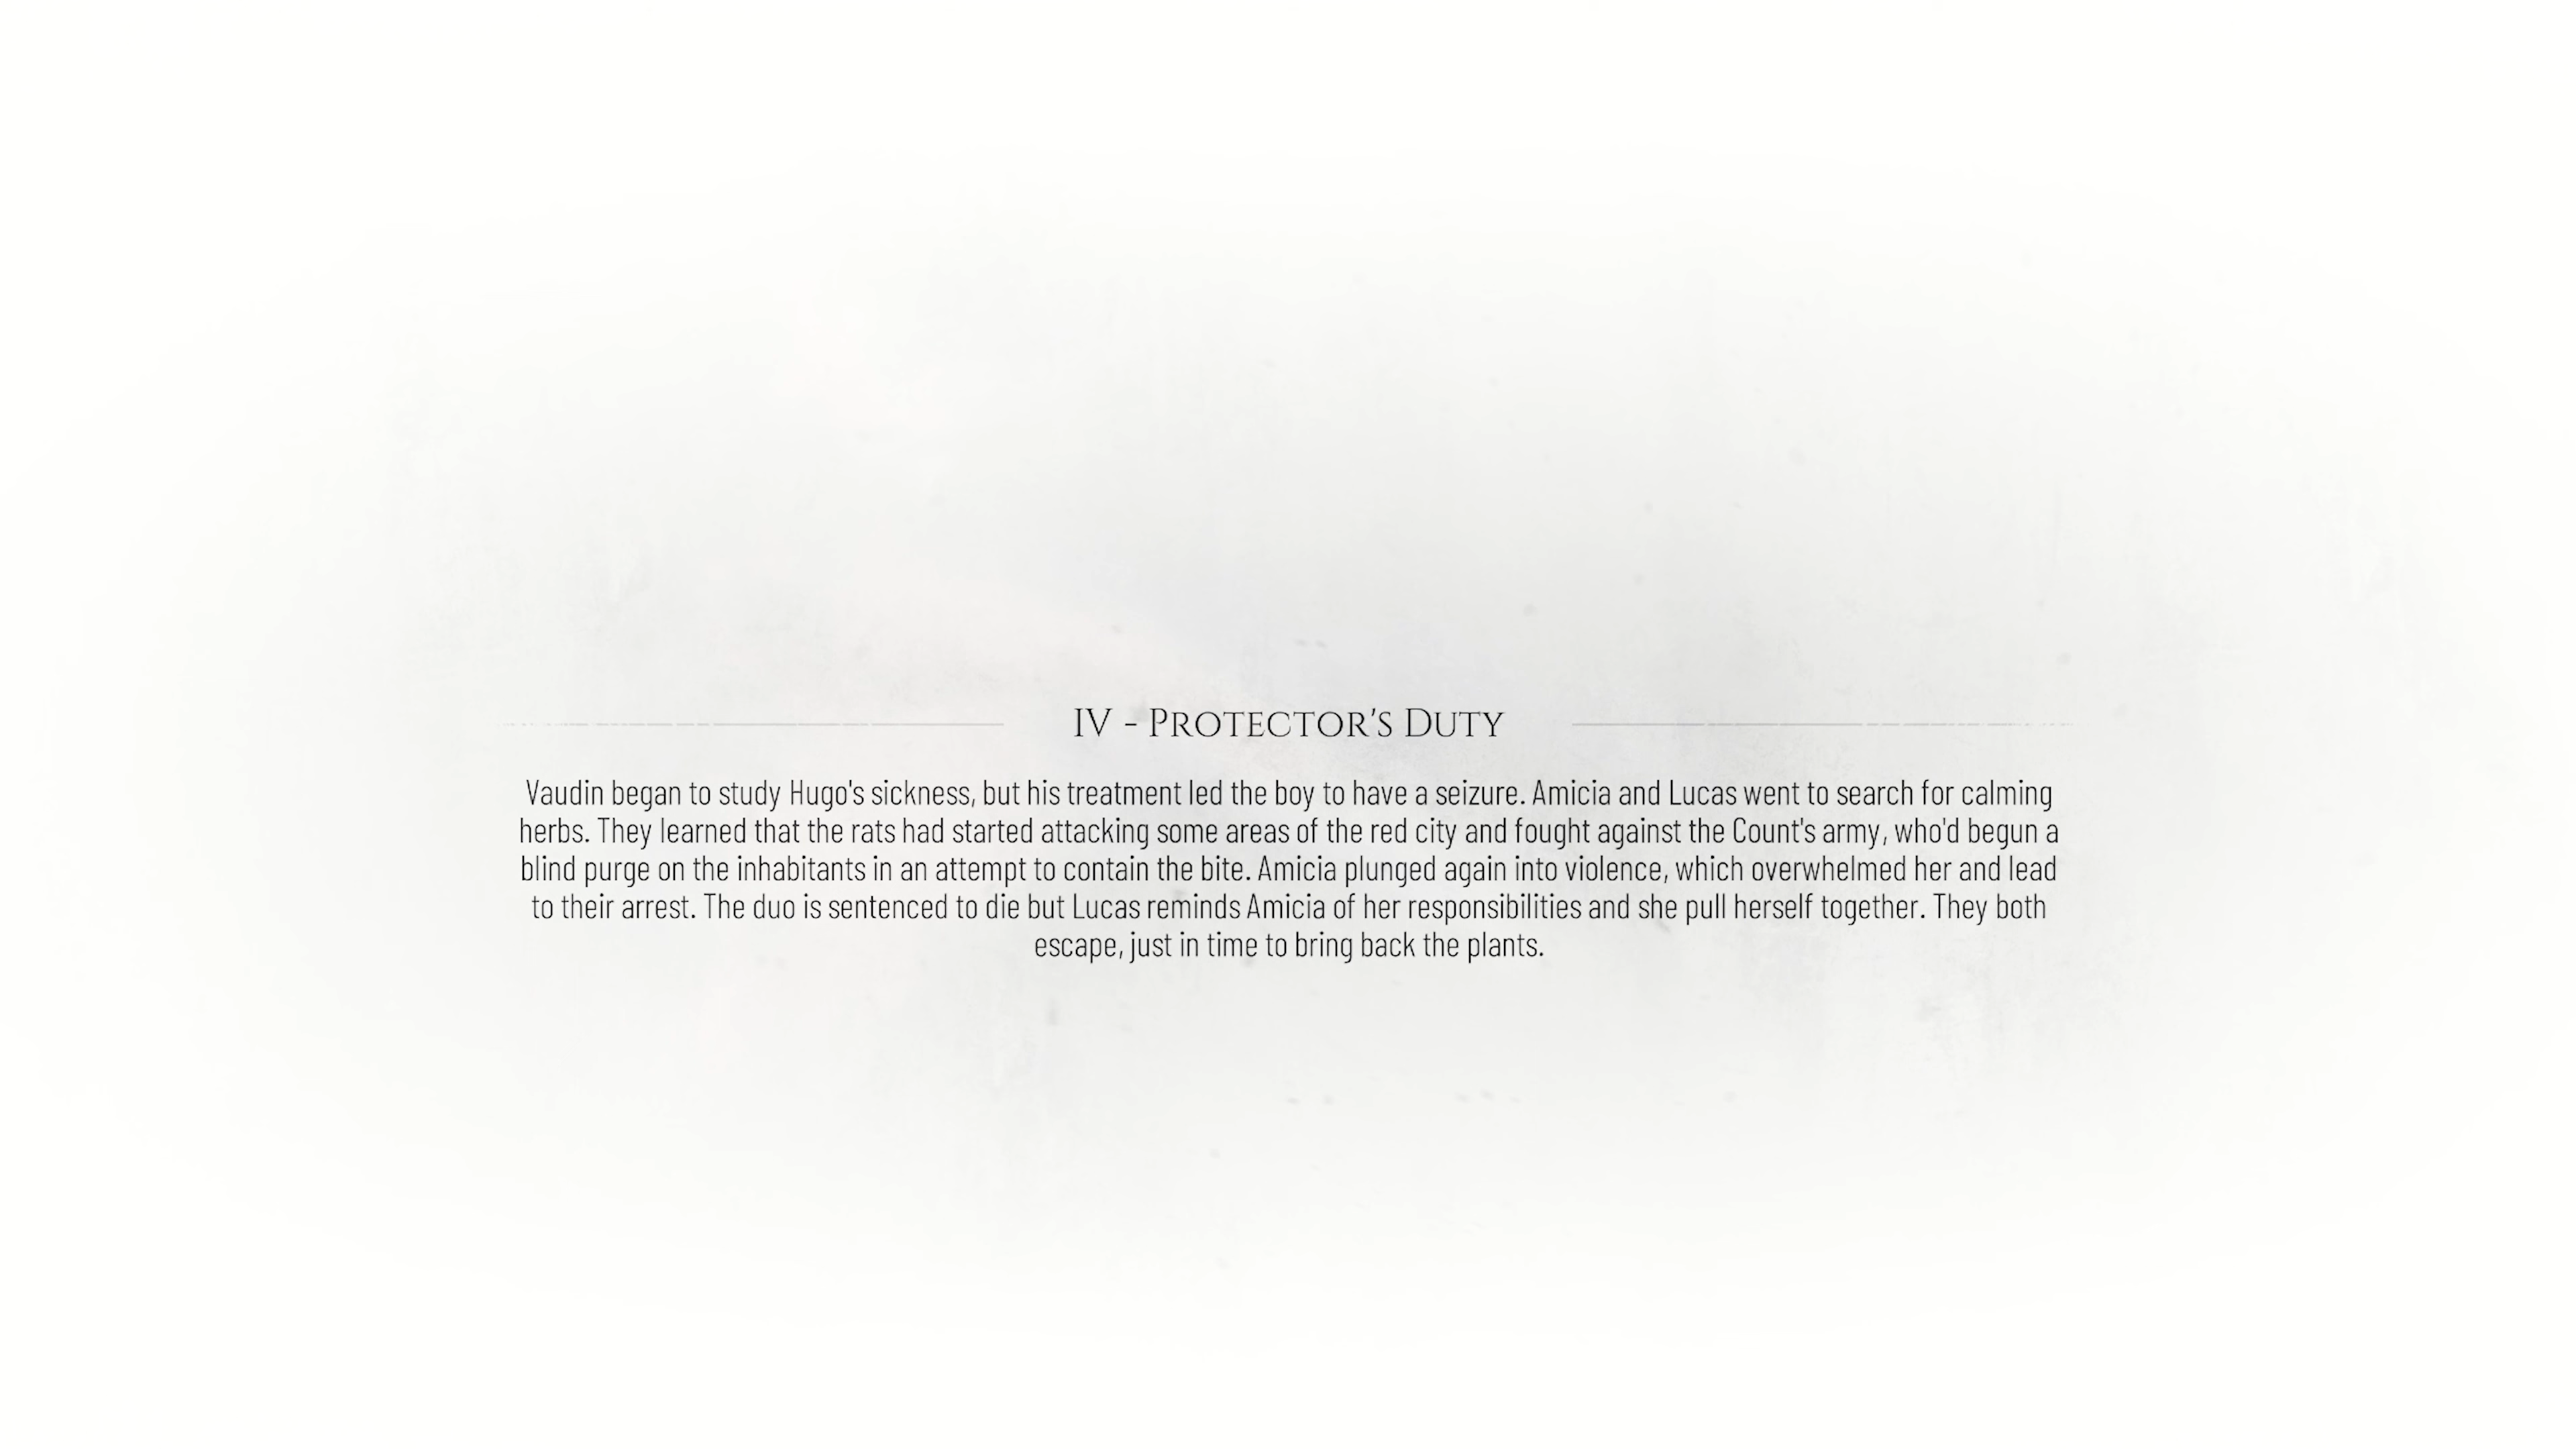 IV - Protector's Duty
Vaudin began to study Hugo's sickness, but his treatment led the boy to have a seizure. Amicia and Lucas went to search for calming
herbs. They learned that the rats had started attacking some areas of the red city and fought against the Count's army, who'd begun a
blind purge on the inhabitants in an attempt to contain the bite. Amicia plunged again into violence, which overwhelmed her and lead
to their arrest. The duo is sentenced to die but Lucas reminds Amicia of her responsibilities and she pull herself together. They both
escape, just in time to bring back the plants.